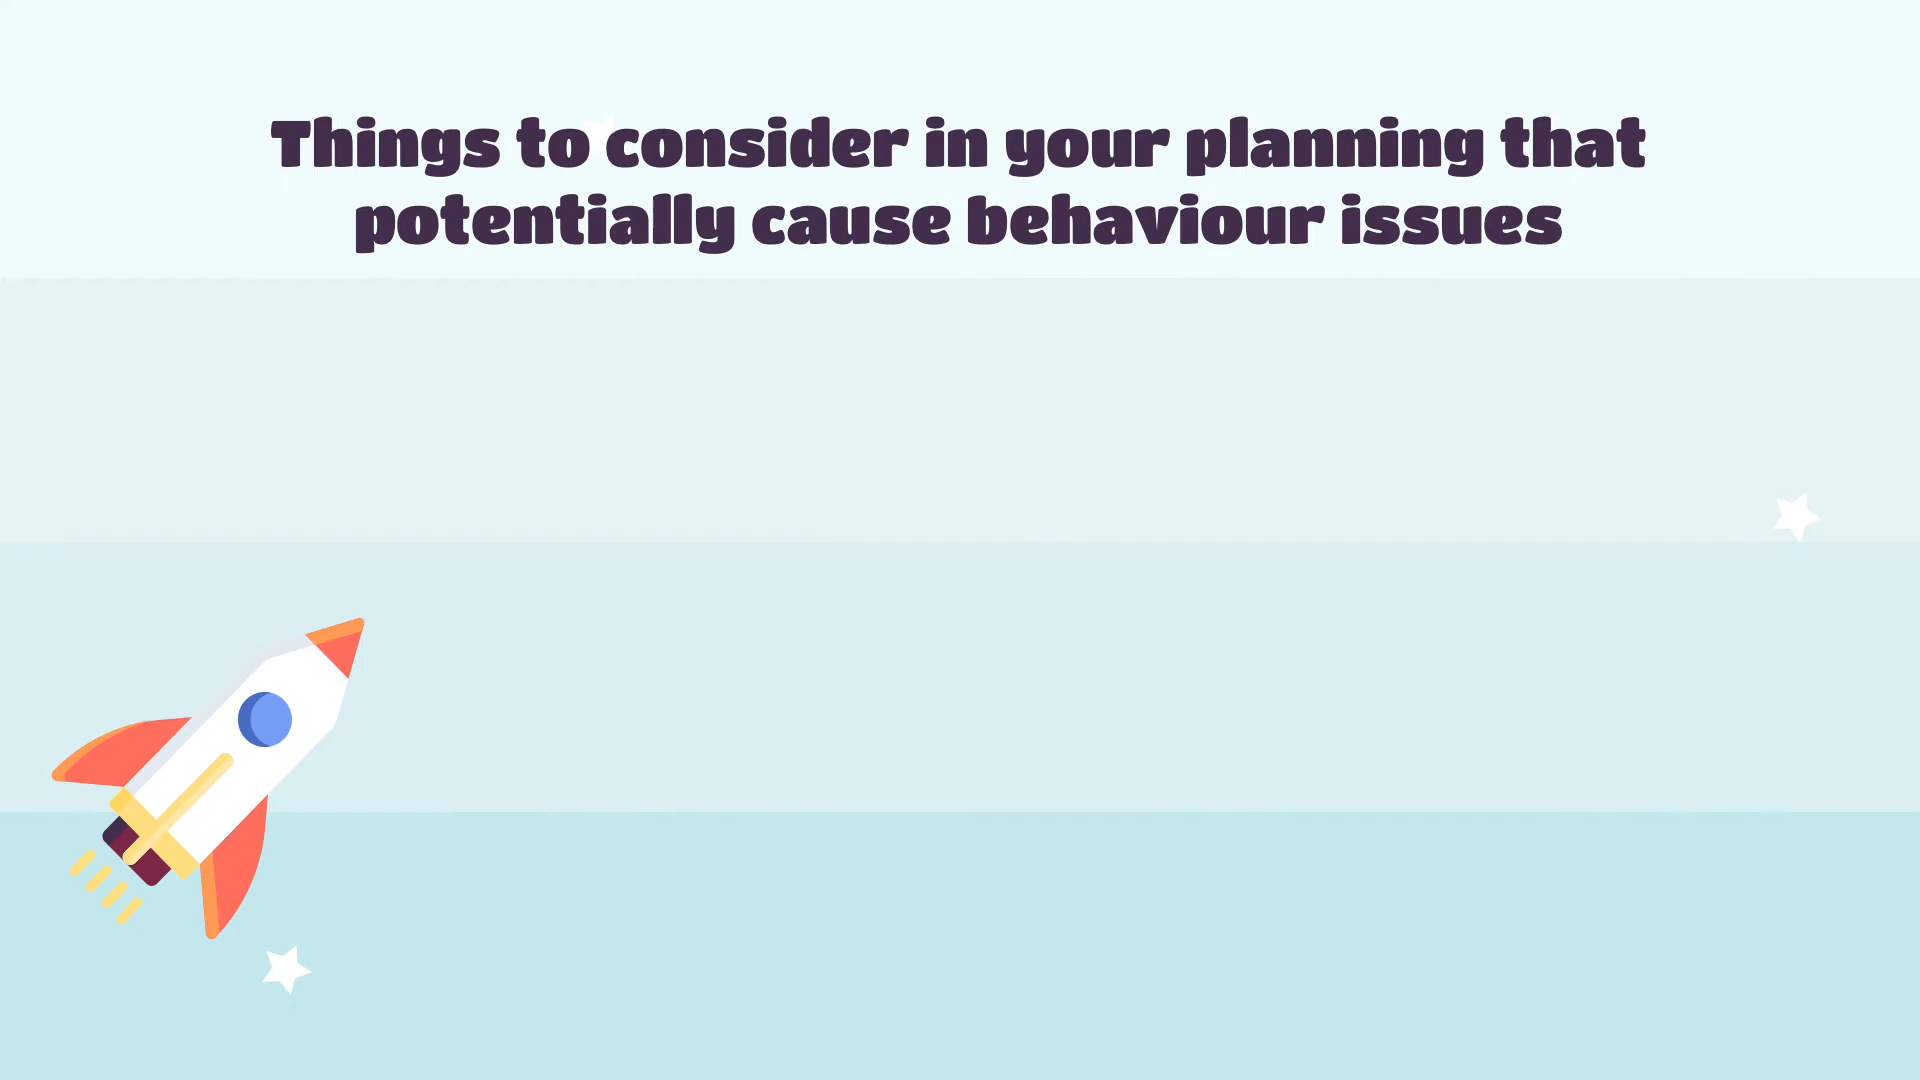 Things to consider in your planning that
potentially cause behaviour issues